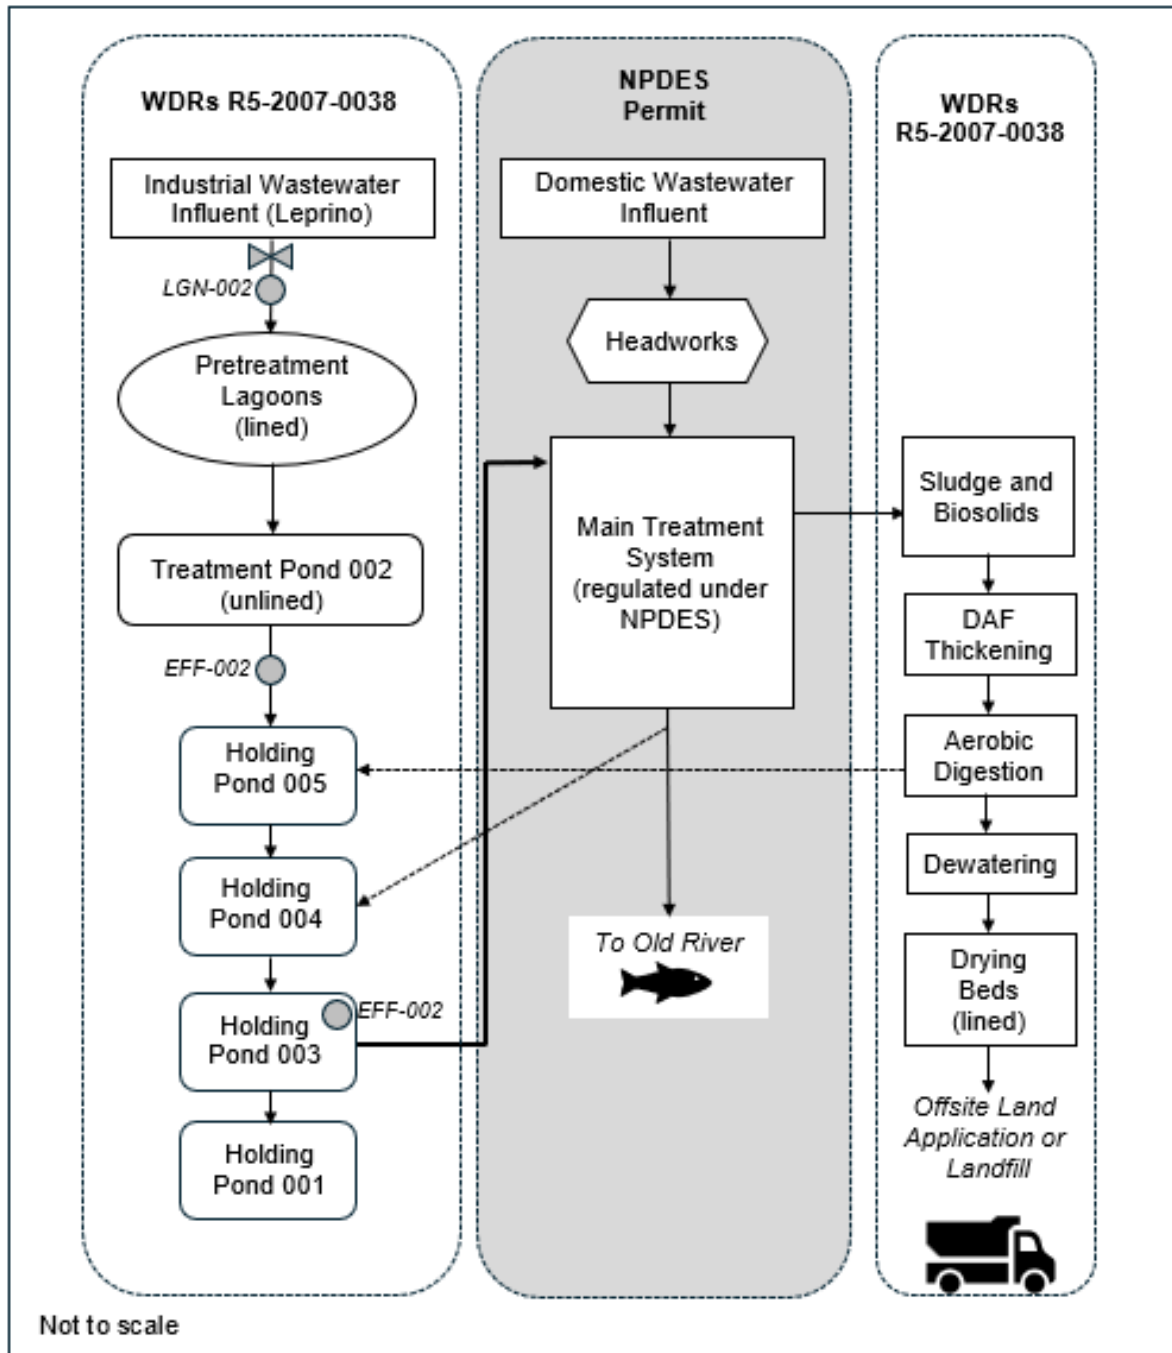 WDRs R5-2007-0038
Industrial Wastewater
Influent (Leprino)
LGN-002
Pretreatment
Lagoons
(lined)
Treatment Pond 002
(unlined)
EFF-002
Holding
Pond 005
Holding
Pond 004
Holding
Pond 003
EFF-002
Holding
Pond 001
NPDES
Permit
Domestic Wastewater
Influent
Headworks
Main Treatment
System
(regulated under
NPDES)
To Old River
WDRs
R5-2007-0038
Sludge and
Biosolids
DAF
Thickening
Aerobic
Digestion
Dewatering
Drying
Beds
(lined)
Offsite Land
Application or
Landfill
Not to scale